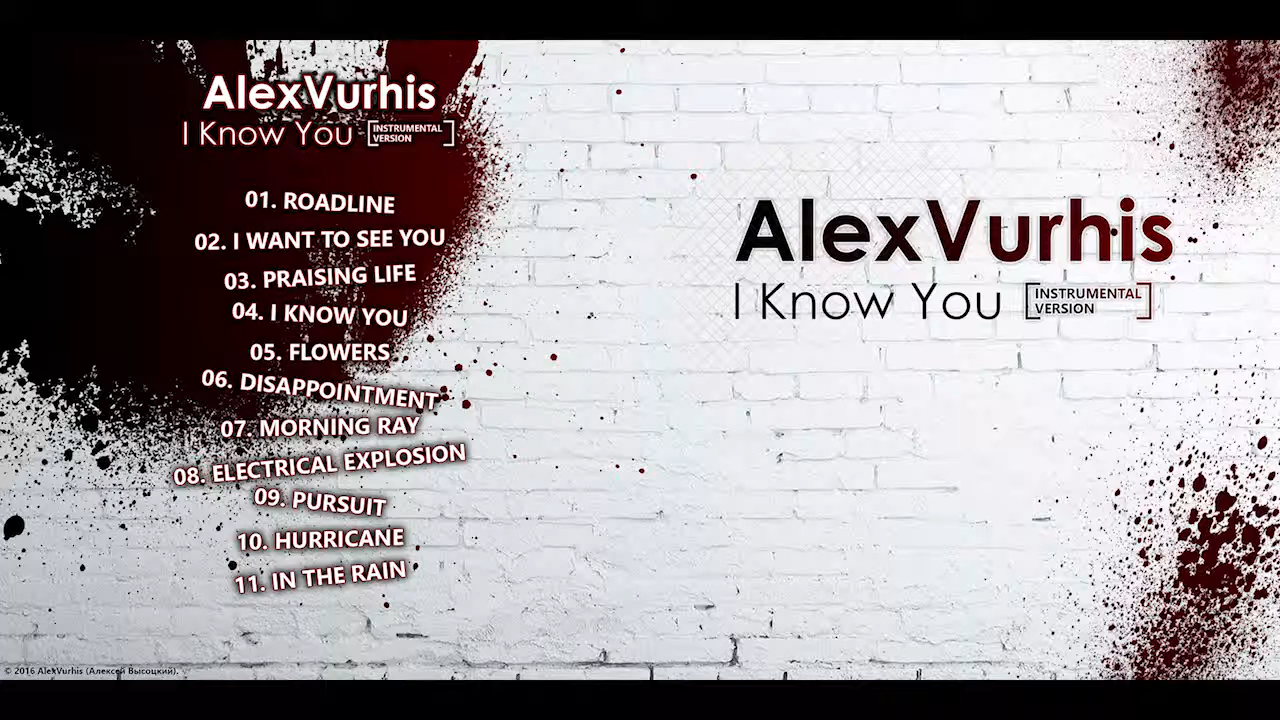 AlexVurhis
I Know You [INSTRUMENTAL VERSION]
01. ROADLINE
02. I WANT TO SEE YOU
03. PRAISING LIFE
04. I KNOW YOU
05. FLOWERS
06. DISAPPOINTMENT
07. MORNING RAY
08. ELECTRICAL EXPLOSION
09. PURSUIT
10. HURRICANE
11. IN THE RAIN
© 2016 AlexVurhis (Алексей Высоцкий).
AlexVurhis
I Know You [INSTRUMENTAL VERSION]